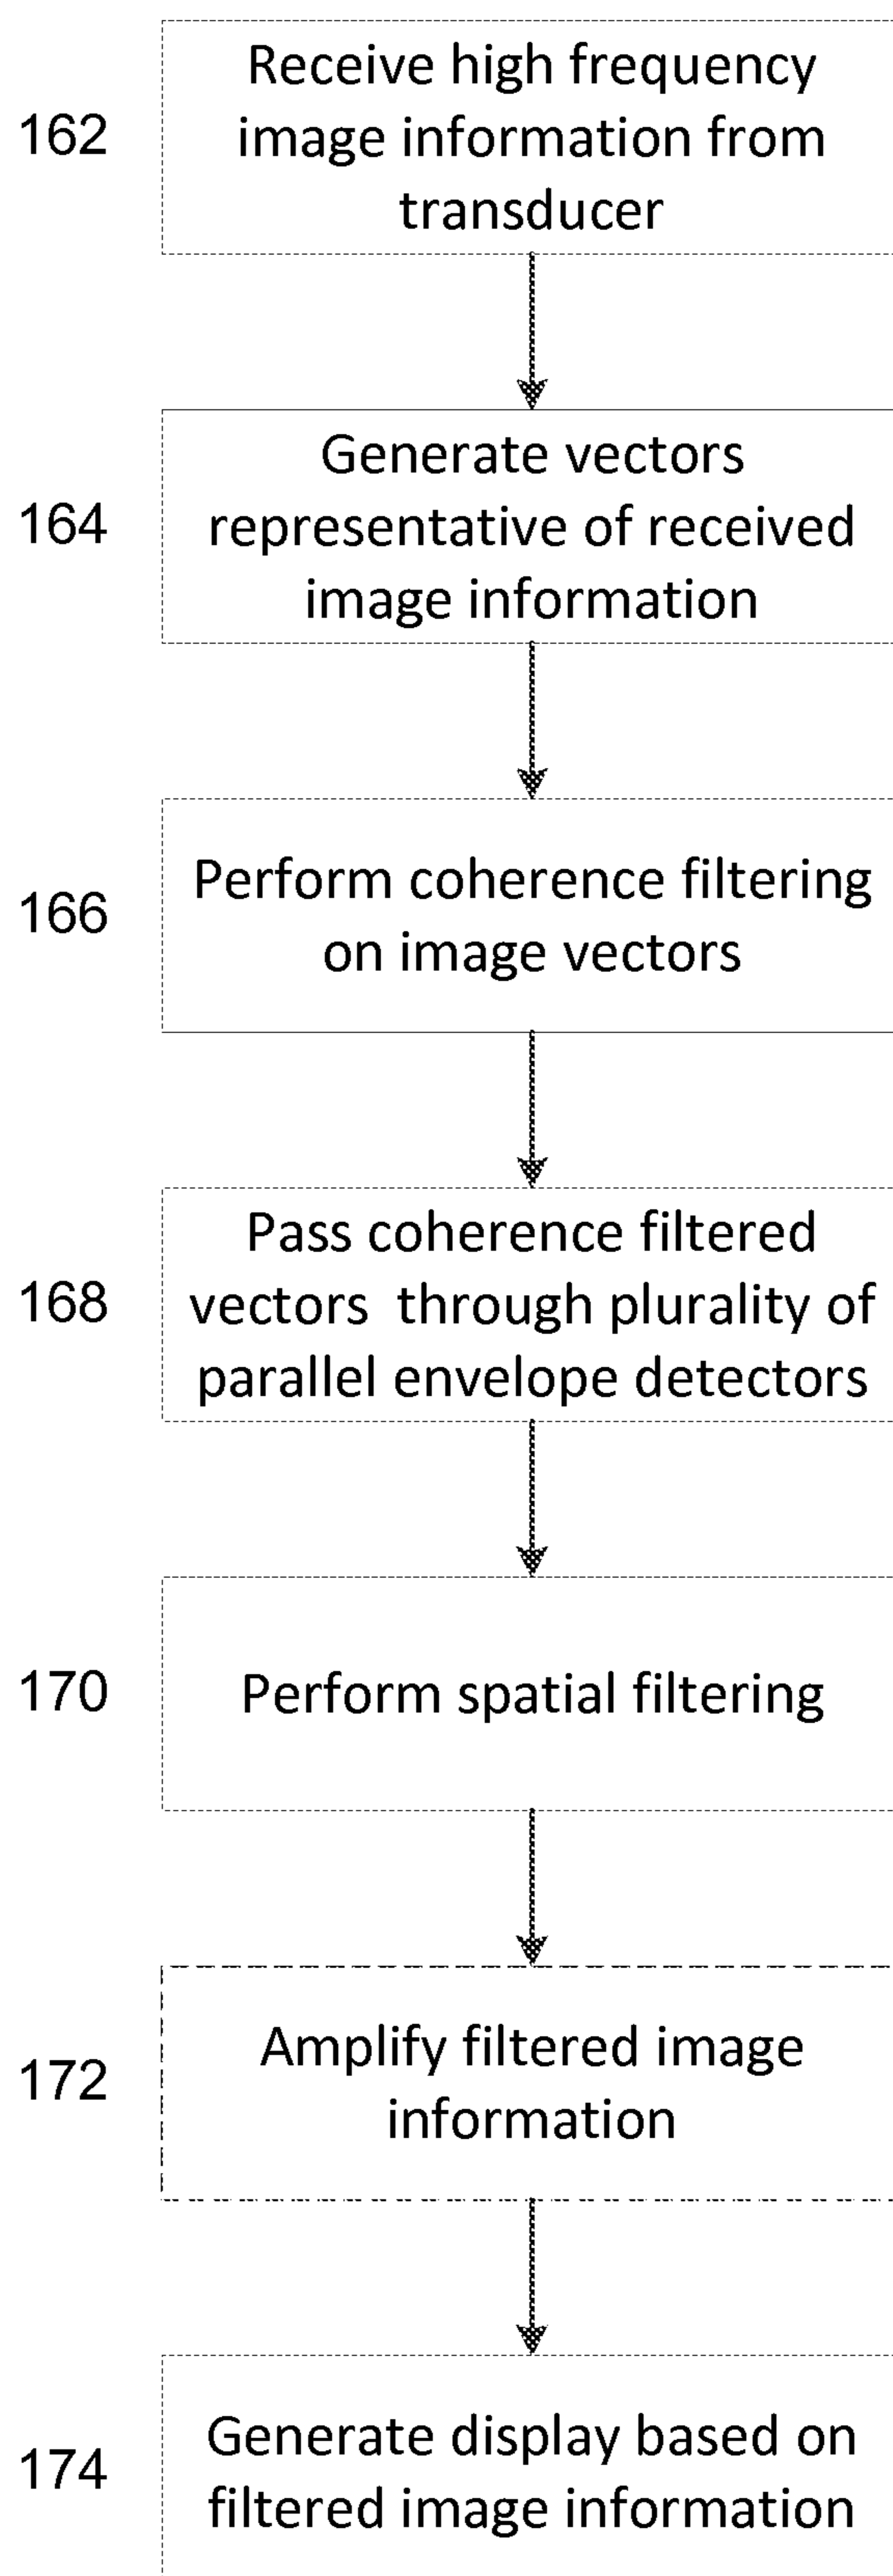 162
Receive high frequency
image information from
transducer
164
Generate vectors
representative of received
image information
166
Perform coherence filtering
on image vectors
168
Pass coherence filtered
vectors through plurality of
parallel envelope detectors
170
Perform spatial filtering
172
Amplify filtered image
information
174
Generate display based on
filtered image information